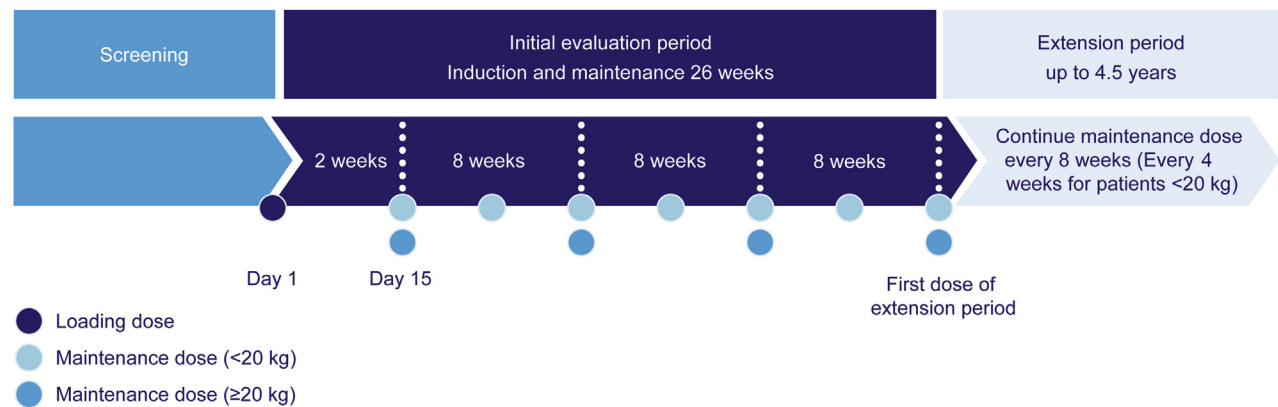 Screening
Initial evaluation period
Induction and maintenance 26 weeks
Extension period
up to 4.5 years
2 weeks
8 weeks
8 weeks
8 weeks
Continue maintenance dose
every 8 weeks (Every 4
weeks for patients <20 kg)
Day 1
Day 15
First dose of
extension period
Loading dose
Maintenance dose (<20 kg)
Maintenance dose (≥20 kg)